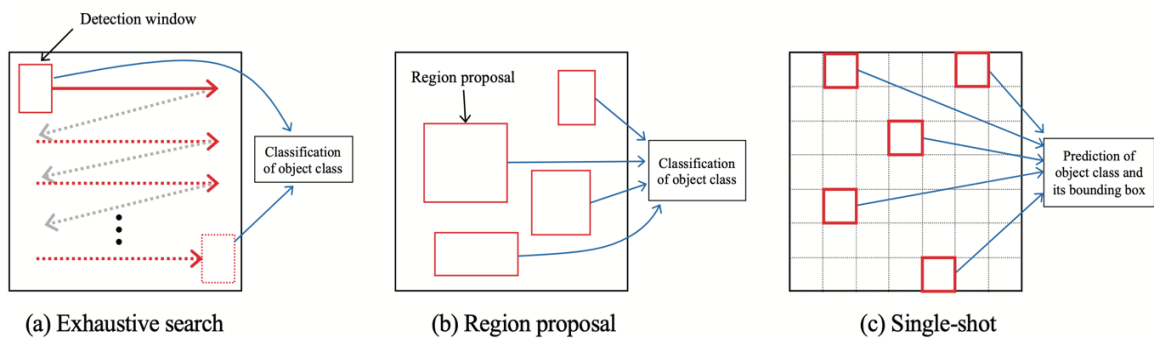 Detection window
Classification
of object class
(a) Exhaustive search
Region proposal
Classification
of object class
(b) Region proposal
Prediction of
object class and
its bounding box
(c) Single-shot